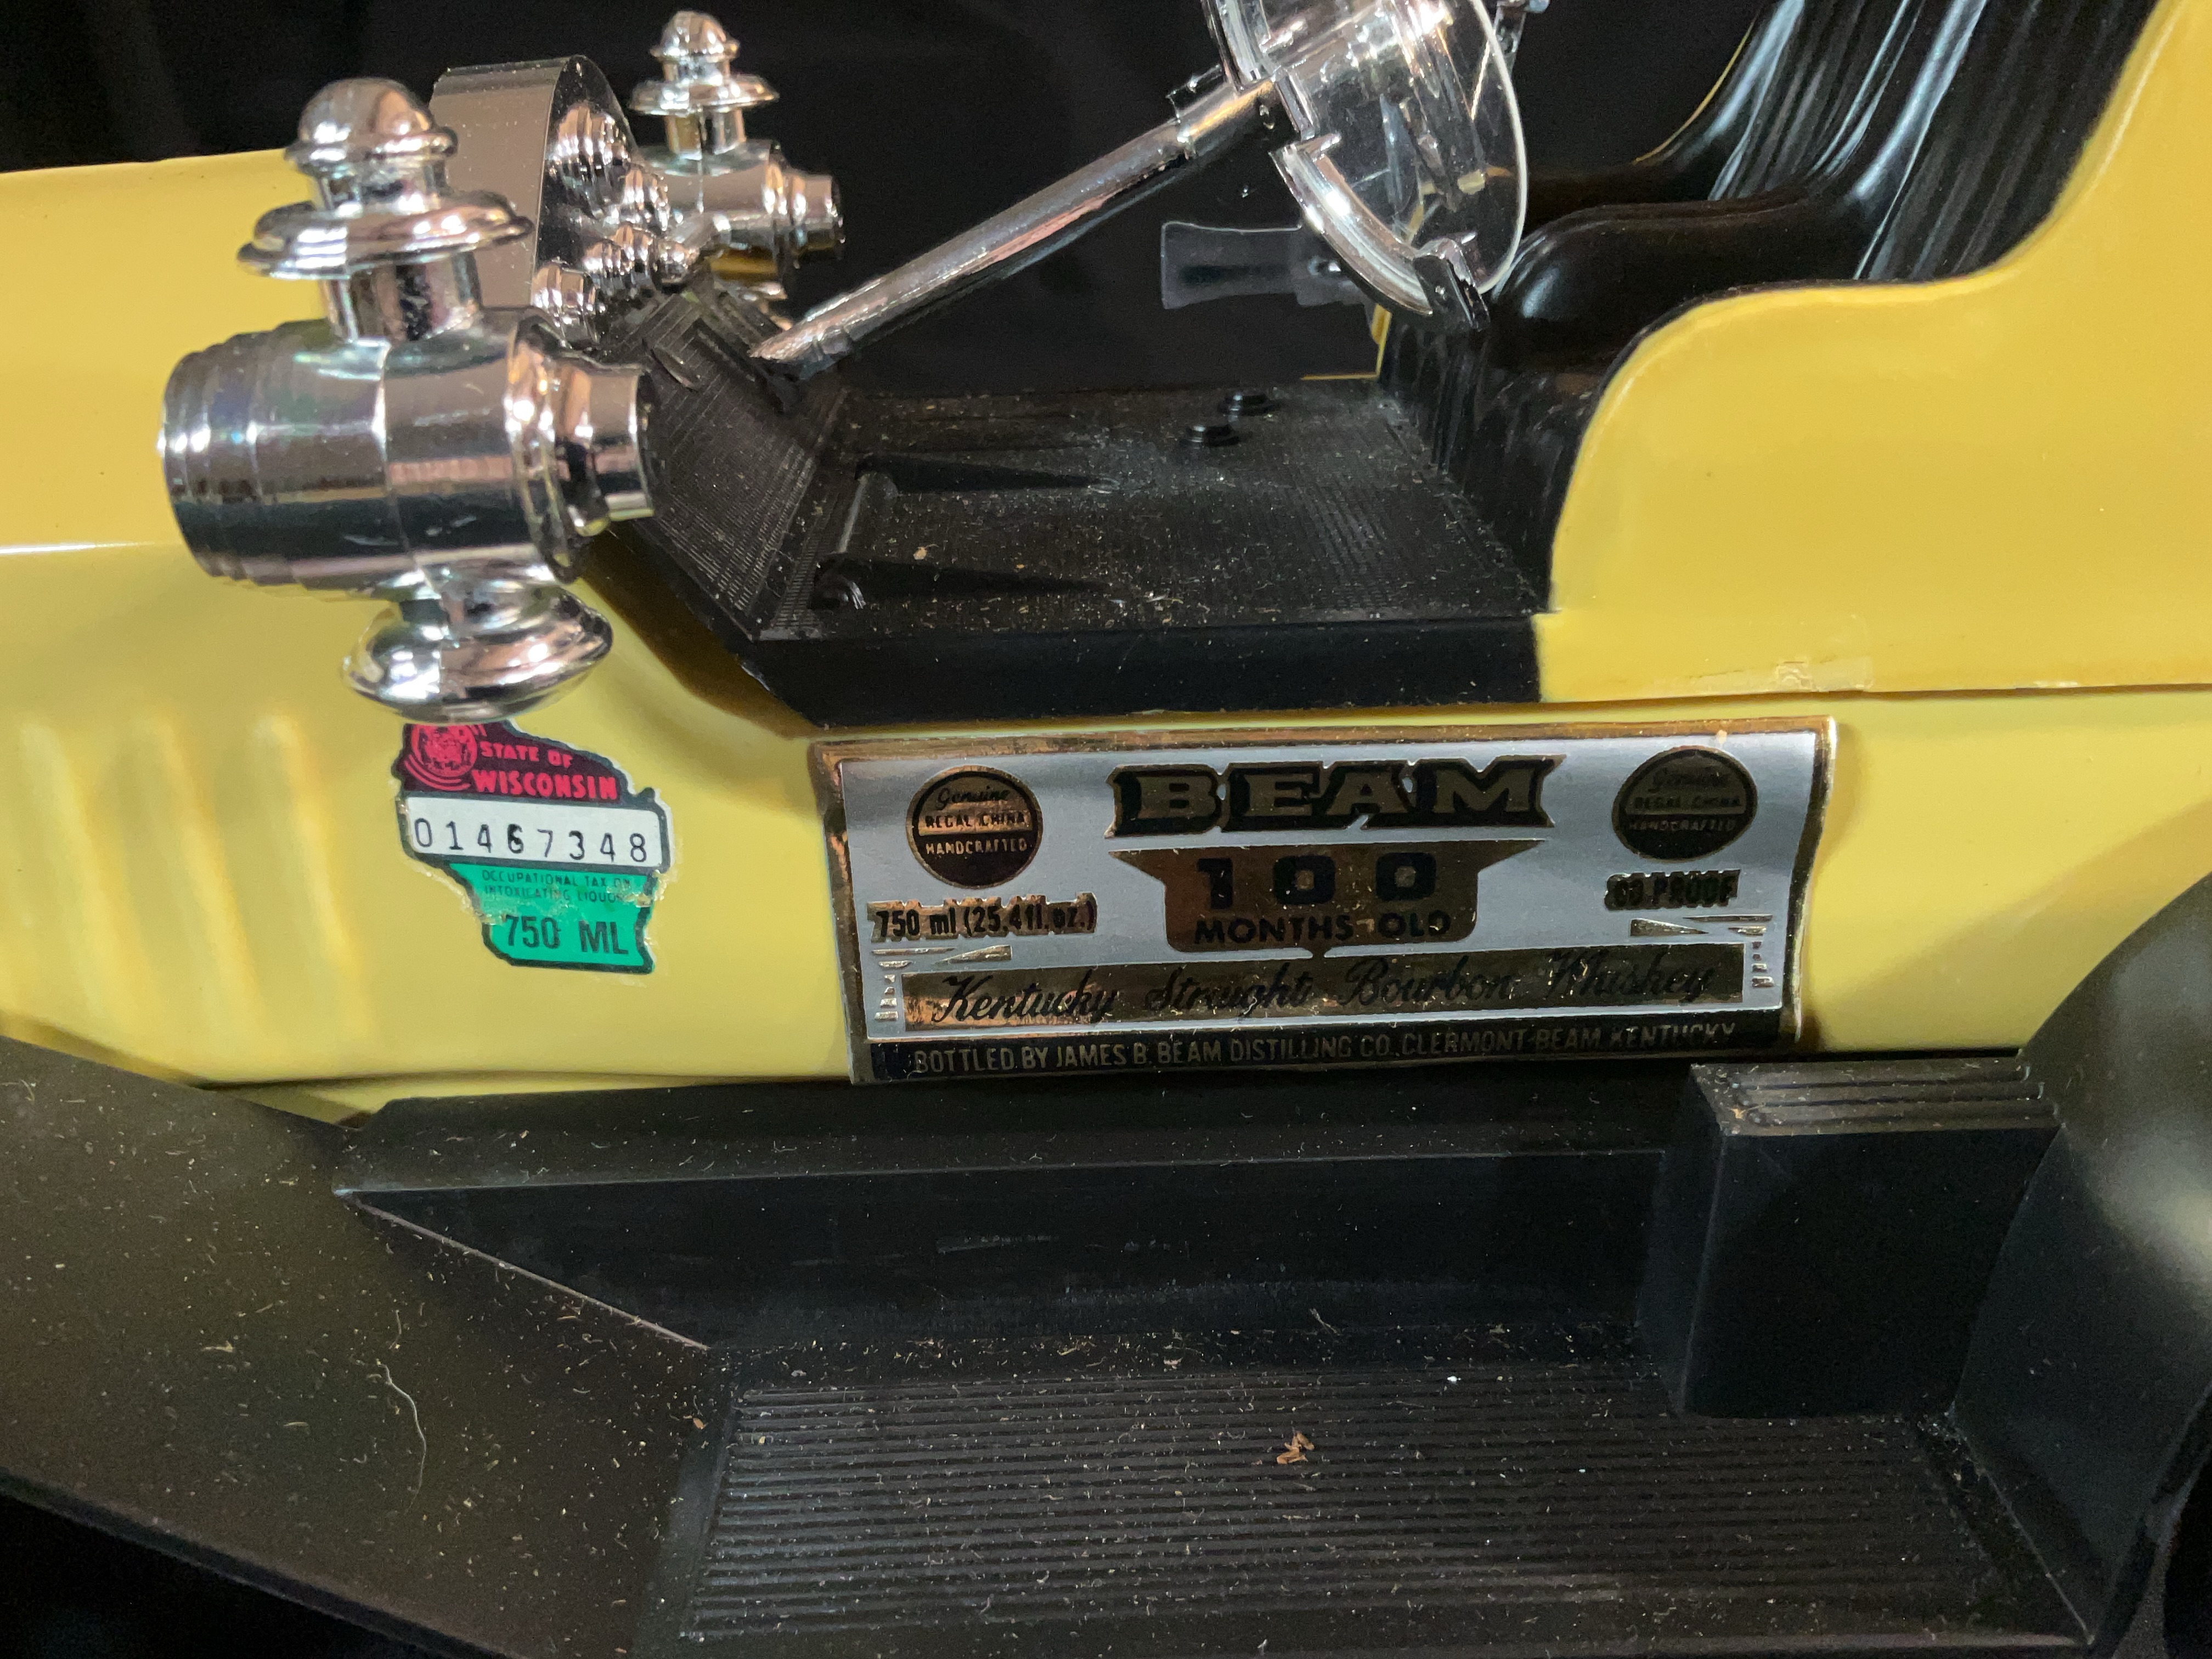 STATE OF
WISCONSIN
01467348
OCCUPATIONAL TAX ON
INTOXICATING LIQUOR
750 ML
Genuine
REGAL CHINA
HANDCRAFTED
BEAM
Genuine
REGAL CHINA
HANDCRAFTED
100
MONTHS OLD
750 ml (25.4 fl. oz.)
80 PROOF
Kentucky Straight Bourbon Whiskey
BOTTLED BY JAMES B. BEAM DISTILLING CO. CLERMONT-BEAM KENTUCKY